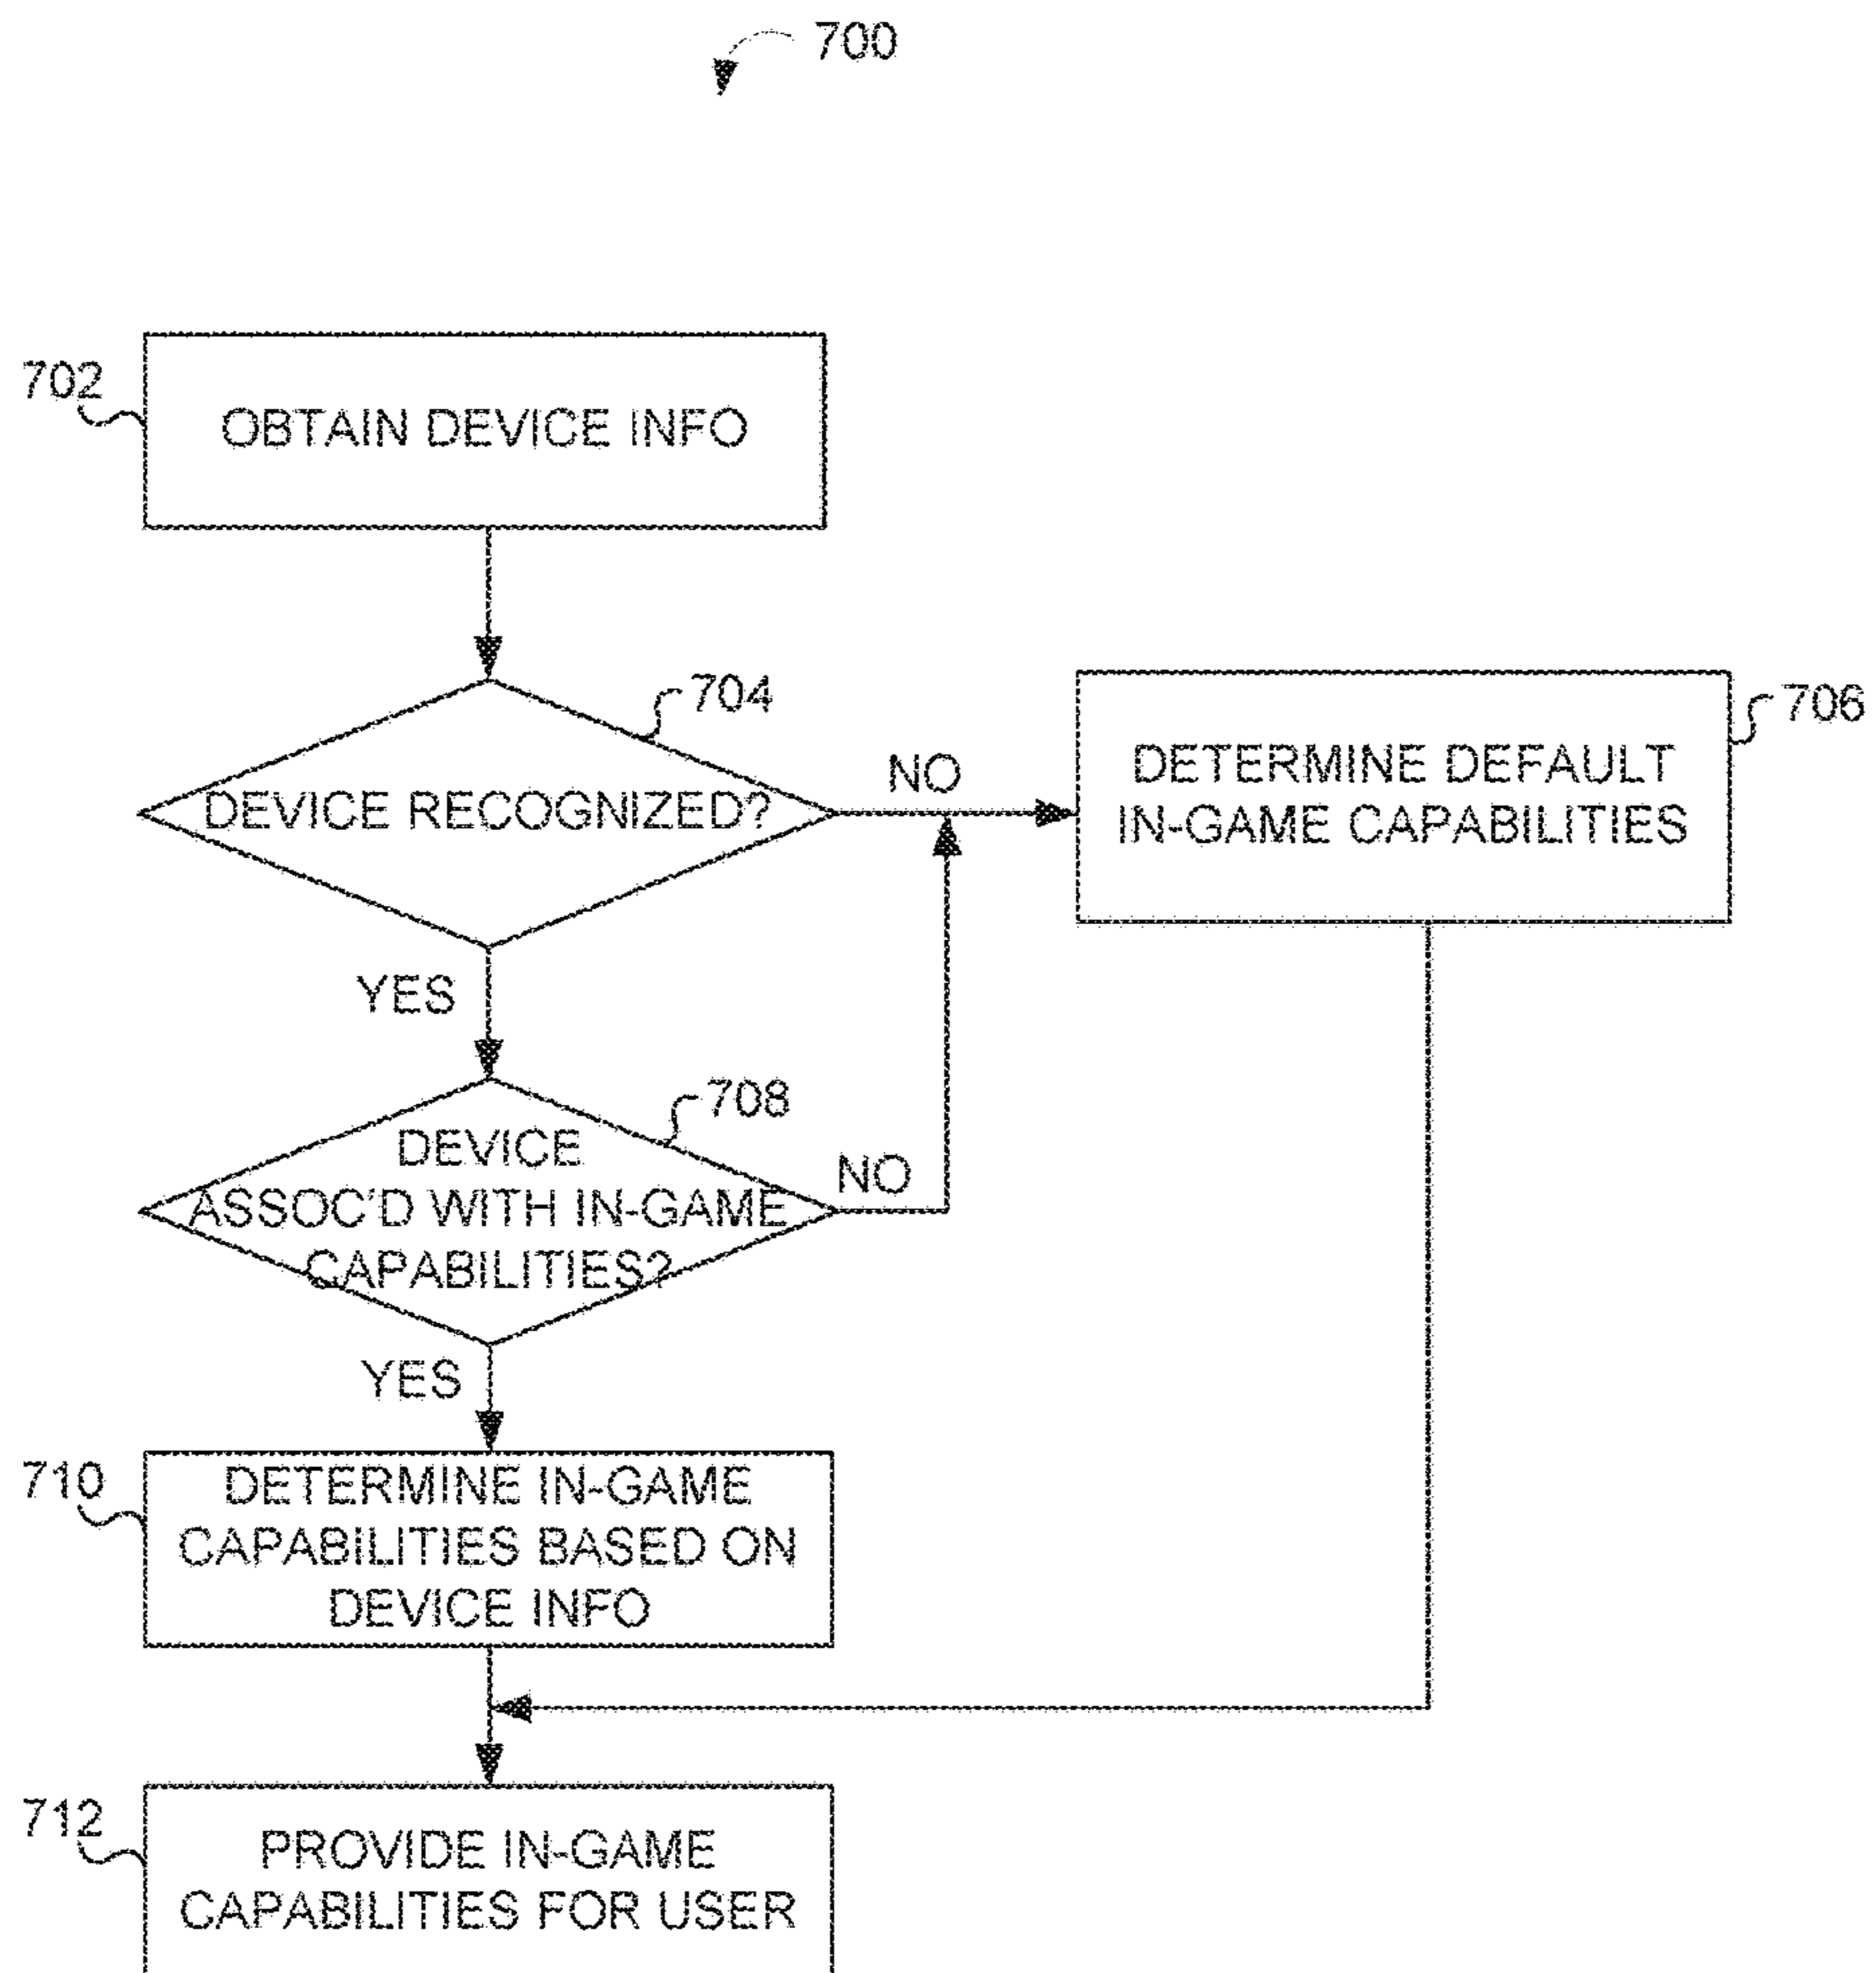 700
702
OBTAIN DEVICE INFO
704
DEVICE RECOGNIZED?
NO
706
DETERMINE DEFAULT
IN-GAME CAPABILITIES
YES
708
DEVICE
ASSOC'D WITH IN-GAME
CAPABILITIES?
NO
YES
710
DETERMINE IN-GAME
CAPABILITIES BASED ON
DEVICE INFO
712
PROVIDE IN-GAME
CAPABILITIES FOR USER